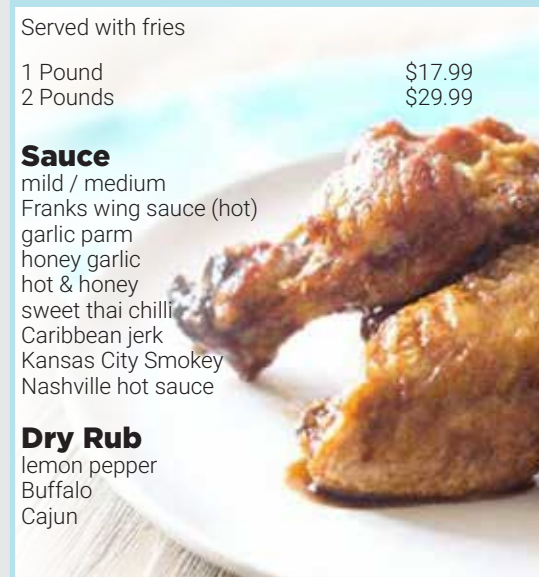 Served with fries
1 Pound $17.99
2 Pounds $29.99
Sauce
mild / medium
Franks wing sauce (hot)
garlic parm
honey garlic
hot & honey
sweet thai chilli
Caribbean jerk
Kansas City Smokey
Nashville hot sauce
Dry Rub
lemon pepper
Buffalo
Cajun